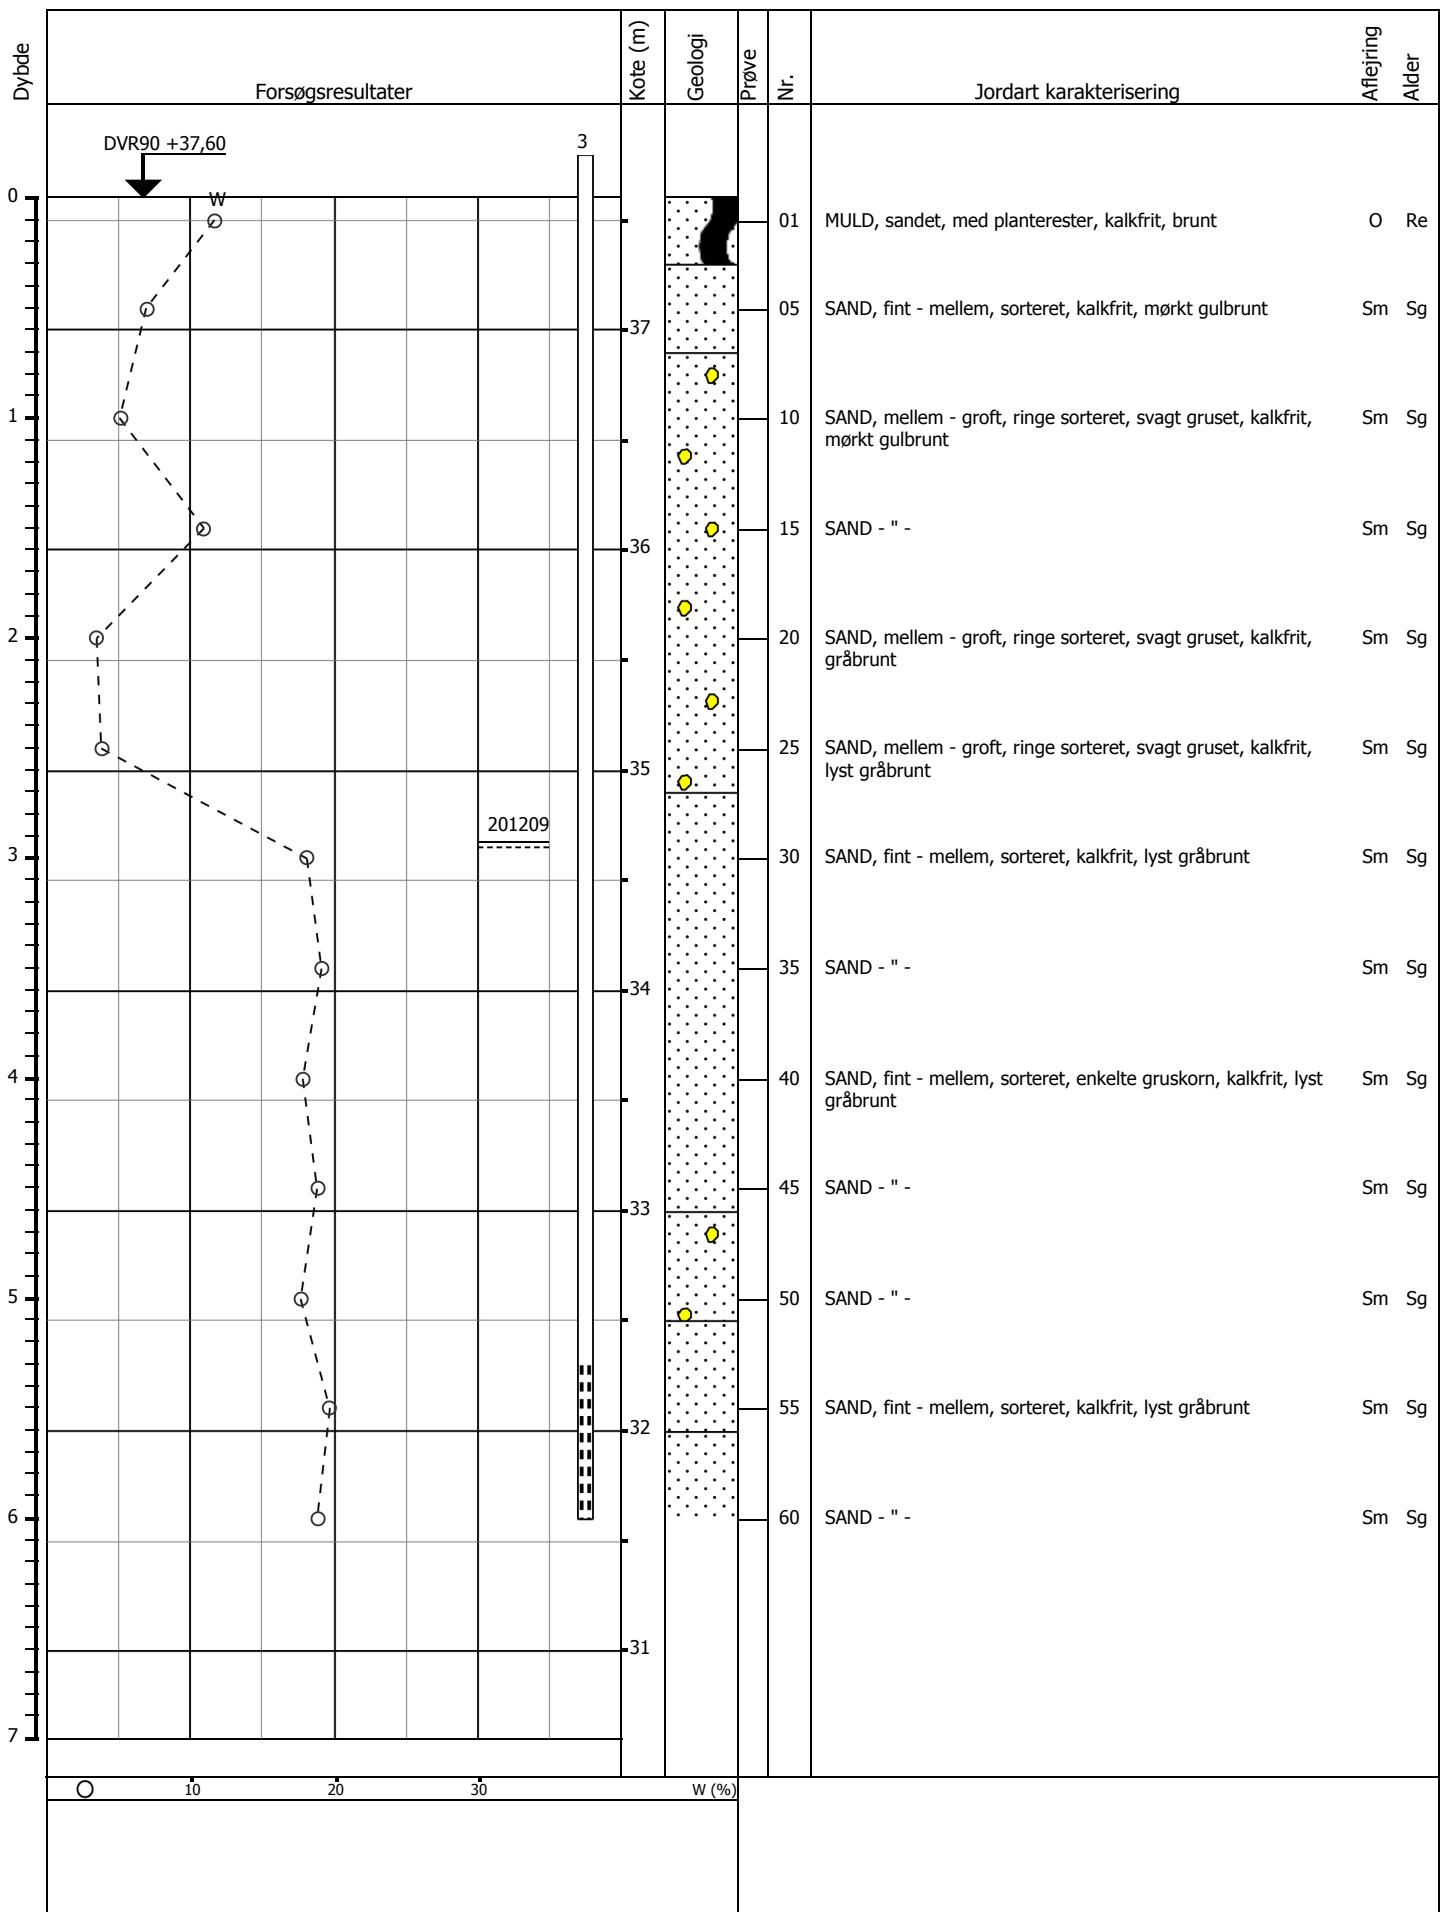 Dybde
Forsøgsresultater
Kote (m)
Geologi
Prøve
Nr.
Jordart karakterisering
Aflejring
Alder
DVR90 +37,60
3
0
W
01 MULD, sandet, med planterester, kalkfrit, brunt O Re
05 SAND, fint - mellem, sorteret, kalkfrit, mørkt gulbrunt Sm Sg
37
1
10 SAND, mellem - groft, ringe sorteret, svagt gruset, kalkfrit, Sm Sg
mørkt gulbrunt
15 SAND - " - Sm Sg
36
2
20 SAND, mellem - groft, ringe sorteret, svagt gruset, kalkfrit, Sm Sg
gråbrunt
25 SAND, mellem - groft, ringe sorteret, svagt gruset, kalkfrit, Sm Sg
lyst gråbrunt
35
201209
3
30 SAND, fint - mellem, sorteret, kalkfrit, lyst gråbrunt Sm Sg
35 SAND - " - Sm Sg
34
4
40 SAND, fint - mellem, sorteret, enkelte gruskorn, kalkfrit, lyst Sm Sg
gråbrunt
45 SAND - " - Sm Sg
33
5
50 SAND - " - Sm Sg
55 SAND, fint - mellem, sorteret, kalkfrit, lyst gråbrunt Sm Sg
32
6
60 SAND - " - Sm Sg
31
7
10 20 30 W (%)